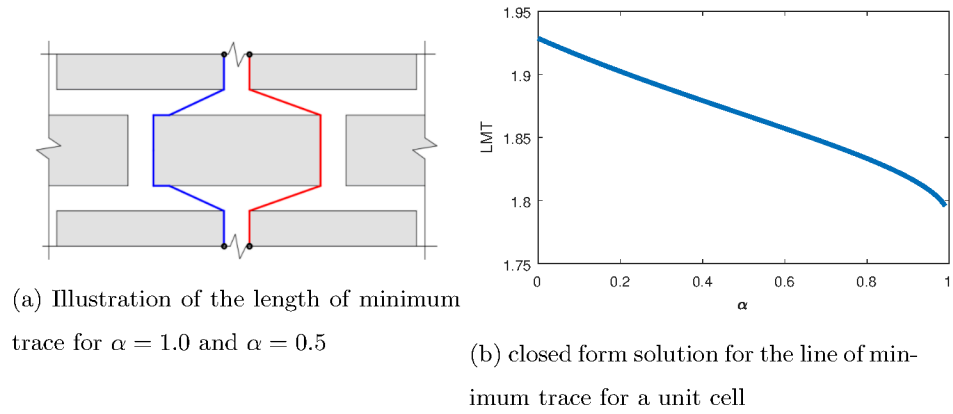 1.95
1.9
1.85
1.8
1.75
LMT
0
0.2
0.4
0.6
0.8
1
α
(a) Illustration of the length of minimum
trace for α = 1.0 and α = 0.5
(b) closed form solution for the line of min-
imum trace for a unit cell